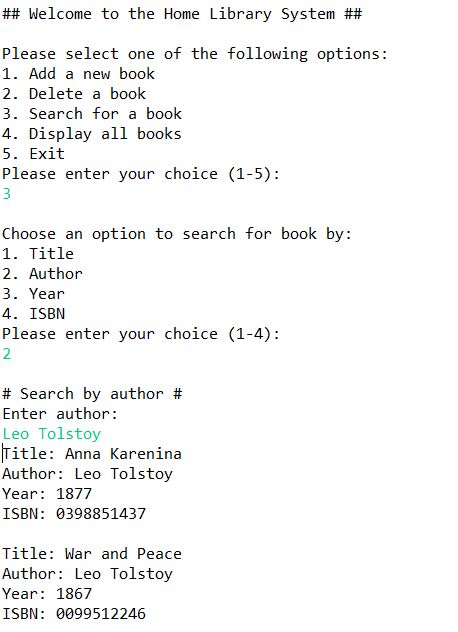 ## Welcome to the Home Library System ##
Please select one of the following options:
1. Add a new book
2. Delete a book
3. Search for a book
4. Display all books
5. Exit
Please enter your choice (1-5):
3
Choose an option to search for book by:
1. Title
2. Author
3. Year
4. ISBN
Please enter your choice (1-4):
2
# Search by author #
Enter author:
Leo Tolstoy
Title: Anna Karenina
Author: Leo Tolstoy
Year: 1877
ISBN: 0398851437
Title: War and Peace
Author: Leo Tolstoy
Year: 1867
ISBN: 0099512246